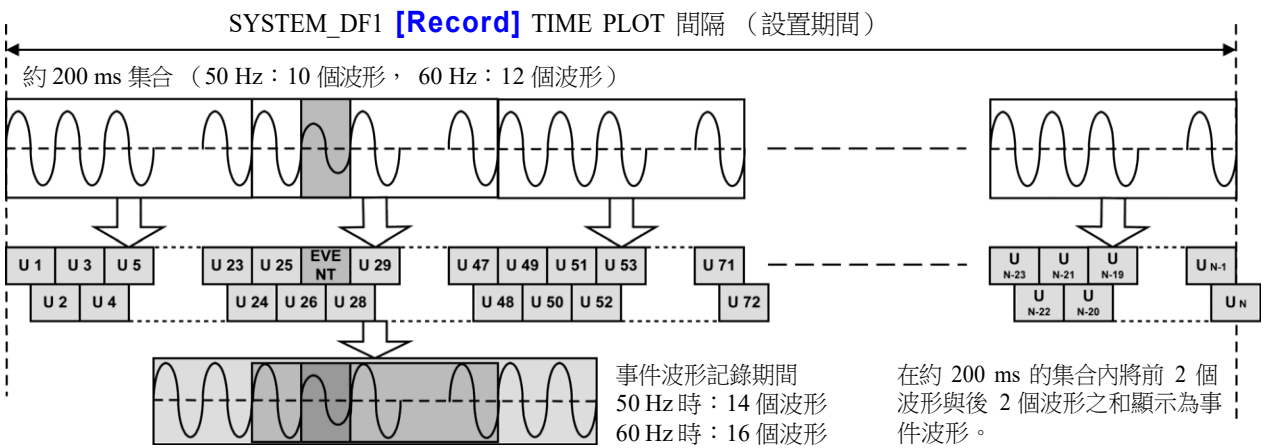 SYSTEM_DF1 [Record] TIME PLOT 間隔 （設置期間）
約 200 ms 集合 （50 Hz：10 個波形， 60 Hz：12 個波形）
U 1 U 3 U 5 U 23 U 25 EVE NT U 29 U 47 U 49 U 51 U 53 U 71 U N-23 U N-21 U N-19 U N-1
U 2 U 4 U 24 U 26 U 28 U 48 U 50 U 52 U 72 U N-22 U N-20 U N
事件波形記錄期間
50 Hz 時：14 個波形
60 Hz 時：16 個波形
在約 200 ms 的集合內將前 2 個
波形與後 2 個波形之和顯示為事
件波形。